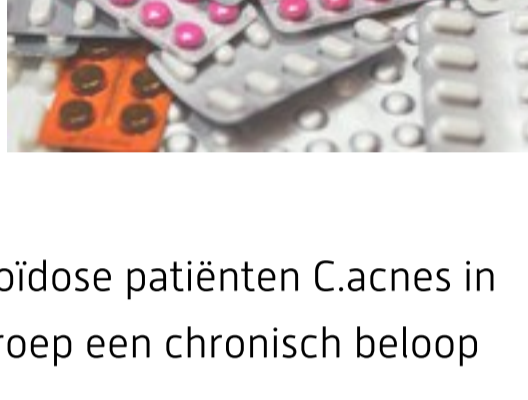 oïdose patiënten C.acnes in
roep een chronisch beloop